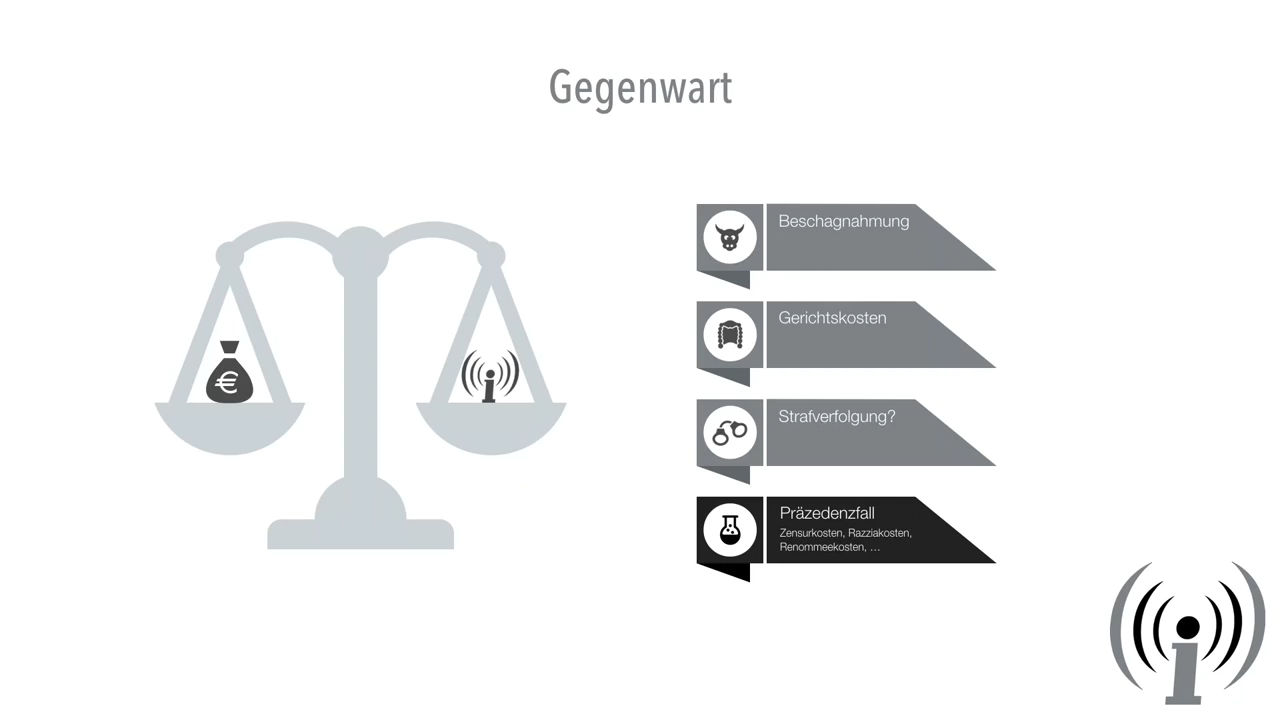 Gegenwart
Beschagnahmung
Gerichtskosten
Strafverfolgung?
Präzedenzfall
Zensurkosten, Razziakosten,
Renommeekosten, …
€
i
i